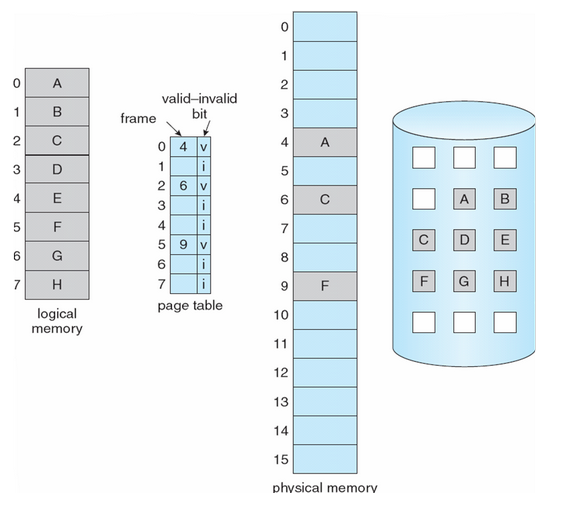 0 A
1 B
2 C
3 D
4 E
5 F
6 G
7 H
logical
memory
valid–invalid
bit
frame
0 4 v
1 i
2 6 v
3 i
4 i
5 9 v
6 i
7 i
page table
0
1
2
3
4 A
5
6 C
7
8
9 F
10
11
12
13
14
15
physical memory
A B
C D E
F G H